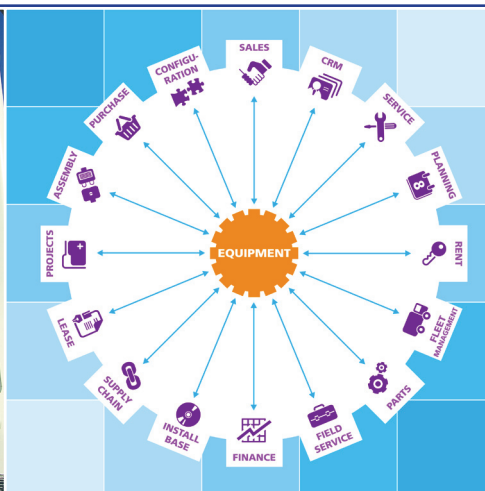 SALES
CRM
SERVICE
PLANNING
RENT
FLEET
MANAGEMENT
PARTS
FIELD
SERVICE
FINANCE
INSTALL
BASE
SUPPLY
CHAIN
LEASE
PROJECTS
ASSEMBLY
PURCHASE
CONFIGU-
RATION
EQUIPMENT
8